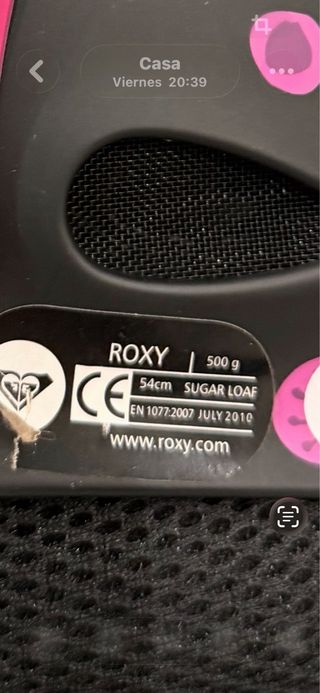 Casa
Viernes 20:39
ROXY | 500 g
CE 54cm SUGAR LOAF
EN 1077:2007 JULY 2010
www.roxy.com